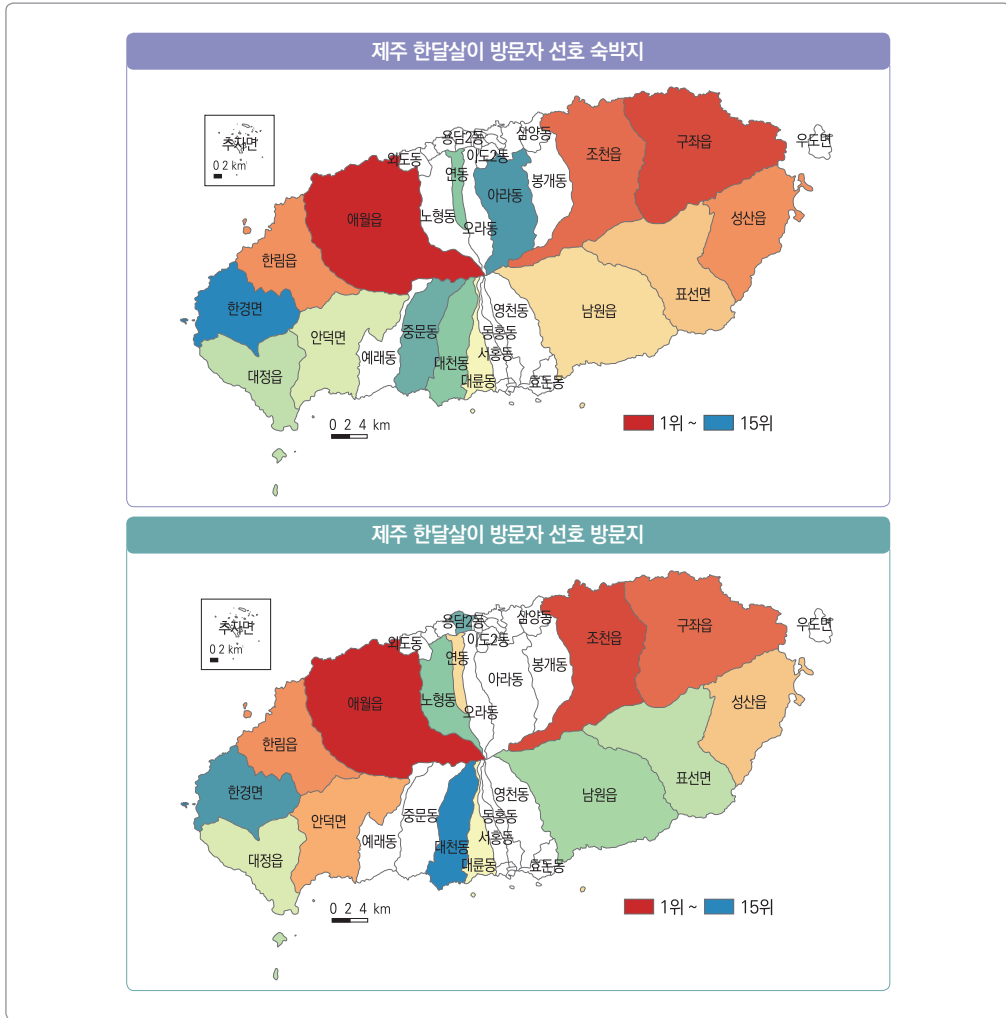 제주 한달살이 방문자 선호 숙박지
추자면
0 2 km
용담2동
삼양동
외도동
이도2동
연동
조천읍
구좌읍
우도면
아라동
봉개동
애월읍
노형동
오라동
성산읍
한림읍
표선면
한경면
영천동
남원읍
안덕면
중문동
동홍동
예래동
대천동
서홍동
대정읍
대륜동
효돈동
0 2 4 km
1위 ~ 15위
제주 한달살이 방문자 선호 방문지
추자면
0 2 km
용담2동
삼양동
외도동
이도2동
연동
조천읍
구좌읍
우도면
아라동
봉개동
애월읍
노형동
오라동
성산읍
한림읍
표선면
한경면
영천동
남원읍
안덕면
중문동
동홍동
예래동
대천동
서홍동
대정읍
대륜동
효돈동
0 2 4 km
1위 ~ 15위